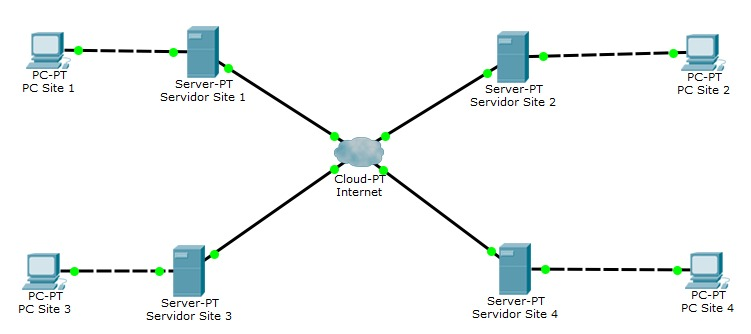 PC-PT
PC Site 1
Server-PT
Servidor Site 1
Server-PT
Servidor Site 2
PC-PT
PC Site 2
Cloud-PT
Internet
PC-PT
PC Site 3
Server-PT
Servidor Site 3
Server-PT
Servidor Site 4
PC-PT
PC Site 4